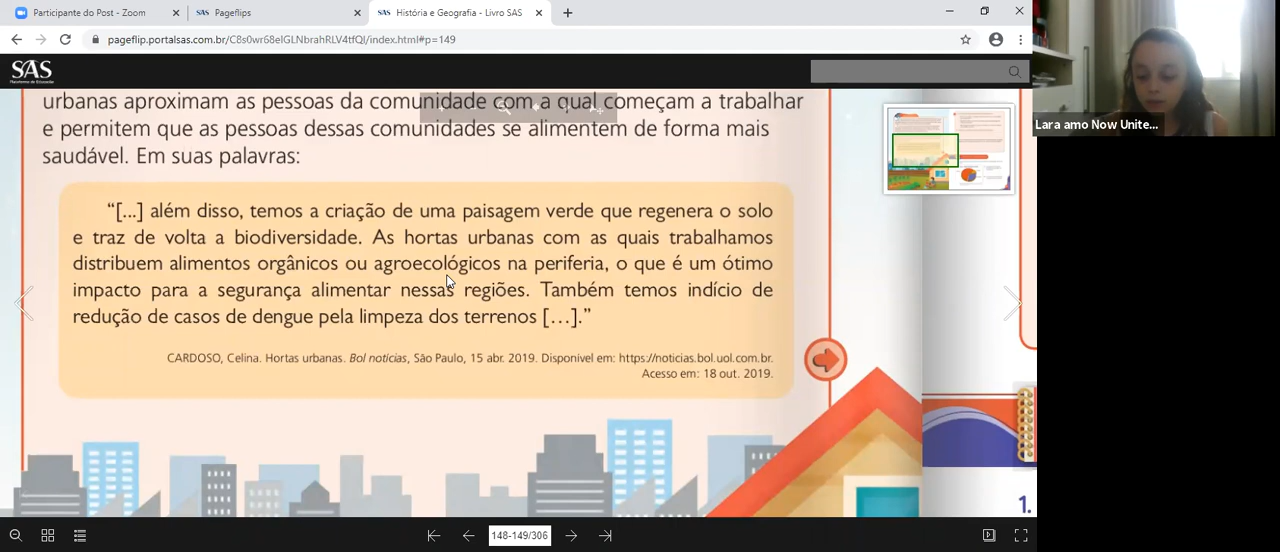 Participante do Post - Zoom
SAS Pageflips
SAS História e Geografia - Livro SAS
pageflip.portalsas.com.br/C8s0wr68elGLNbrahRLV4tfQl/index.html#p=149
SAS
Plataforma de Educação
urbanas aproximam as pessoas da comunidade com a qual começam a trabalhar
e permitem que as pessoas dessas comunidades se alimentem de forma mais
saudável. Em suas palavras:
“[...] além disso, temos a criação de uma paisagem verde que regenera o solo
e traz de volta a biodiversidade. As hortas urbanas com as quais trabalhamos
distribuem alimentos orgânicos ou agroecológicos na periferia, o que é um ótimo
impacto para a segurança alimentar nessas regiões. Também temos indício de
redução de casos de dengue pela limpeza dos terrenos […].”
CARDOSO, Celina. Hortas urbanas. Bol notícias, São Paulo, 15 abr. 2019. Disponível em: https://noticias.bol.uol.com.br.
Acesso em: 18 out. 2019.
1.
148-149/306
Lara amo Now Unite...